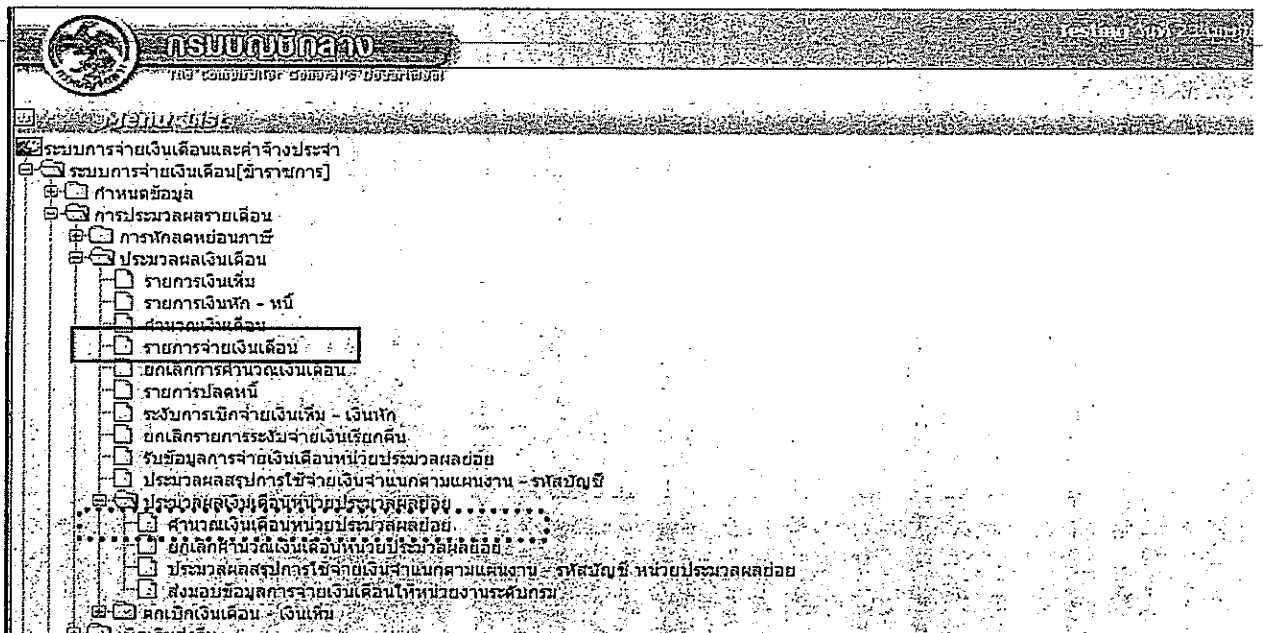 กรมบัญชีกลาง
Testing
Menu List
ระบบการจ่ายเงินเดือนและค่าจ้างประจำ
ระบบการจ่ายเงินเดือน[ข้าราชการ]
กำหนดข้อมูล
การประมวลผลรายเดือน
การหักลดหย่อนภาษี
ประมวลผลเงินเดือน
รายการเงินเพิ่ม
รายการเงินหัก - หนี้
คำนวณเงินเดือน
รายการจ่ายเงินเดือน
ยกเลิกการคำนวณเงินเดือน
รายการปลดหนี้
ระงับการเบิกจ่ายเงินเพิ่ม - เงินหัก
ยกเลิกรายการระงับจ่ายเงินเรียกคืน
รับข้อมูลการจ่ายเงินเดือนหน่วยประมวลผลย่อย
ประมวลผลสรุปการใช้จ่ายเงินจำแนกตามแผนงาน - รหัสบัญชี
ประมวลผลเงินเดือนหน่วยประมวลผลย่อย
คำนวณเงินเดือนหน่วยประมวลผลย่อย
ยกเลิกคำนวณเงินเดือนหน่วยประมวลผลย่อย
ประมวลผลสรุปการใช้จ่ายเงินจำแนกตามแผนงาน - รหัสบัญชี หน่วยประมวลผลย่อย
ส่งมอบข้อมูลการจ่ายเงินเดือนให้หน่วยงานระดับกรม
ตกเบิกเงินเดือน - เงินเพิ่ม